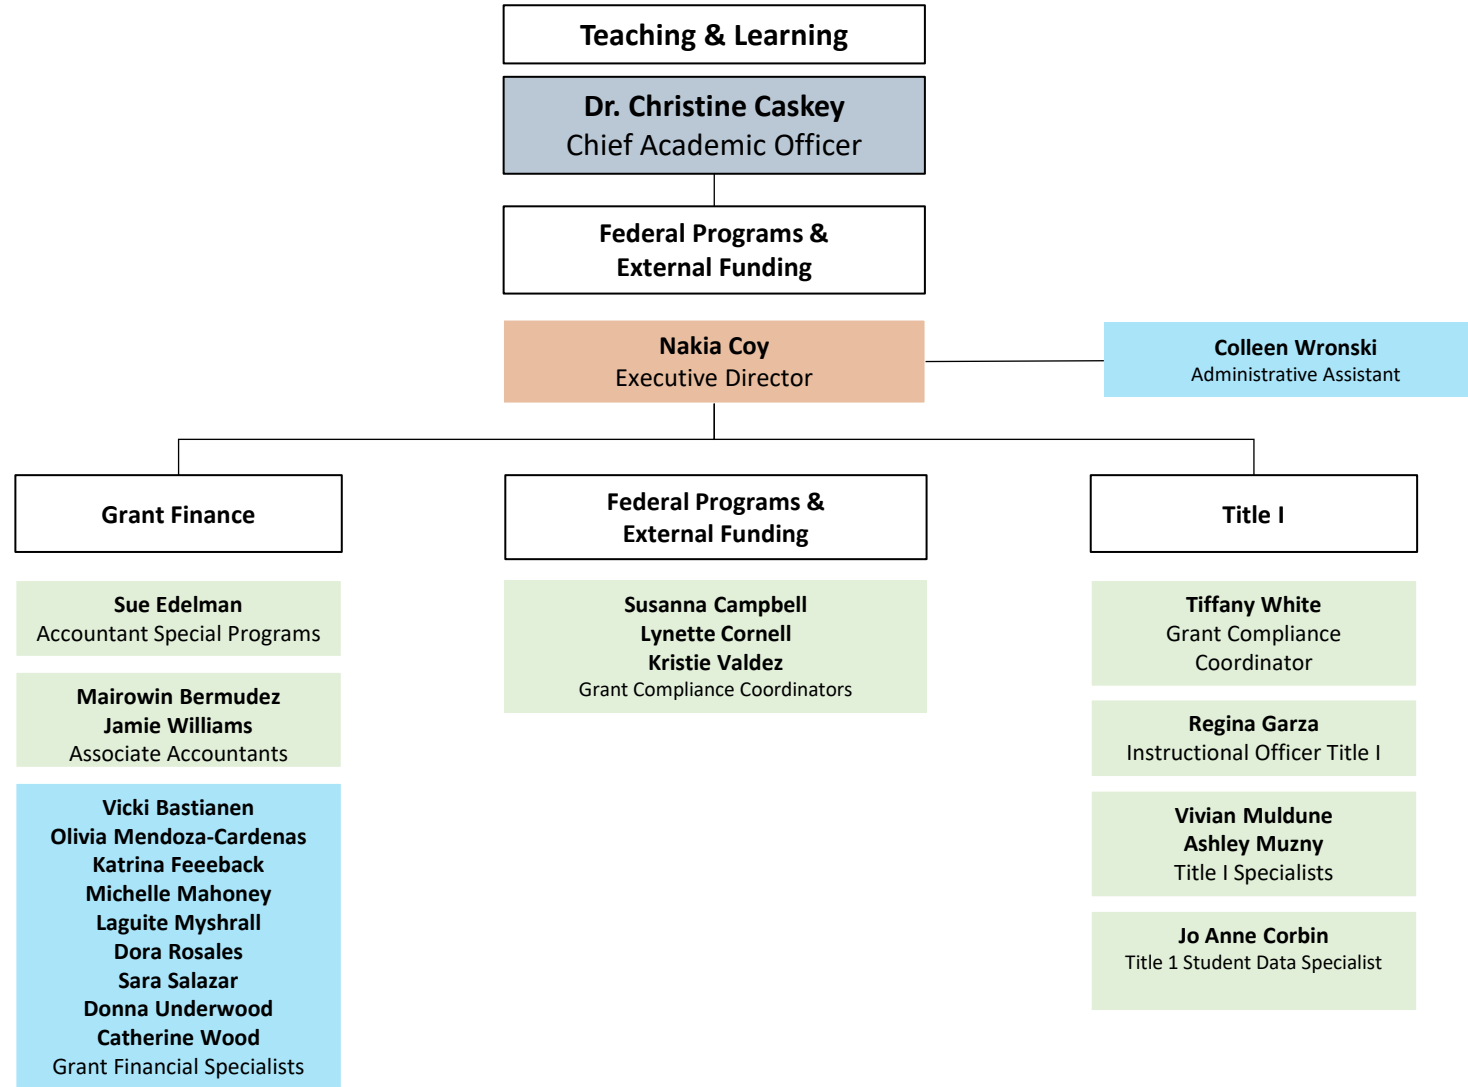 Teaching & Learning
Dr. Christine Caskey
Chief Academic Officer
Federal Programs &
External Funding
Nakia Coy
Executive Director
Colleen Wronski
Administrative Assistant
Grant Finance
Sue Edelman
Accountant Special Programs
Mairowin Bermudez
Jamie Williams
Associate Accountants
Vicki Bastianen
Olivia Mendoza-Cardenas
Katrina Feeeback
Michelle Mahoney
Laguite Myshrall
Dora Rosales
Sara Salazar
Donna Underwood
Catherine Wood
Grant Financial Specialists
Federal Programs &
External Funding
Susanna Campbell
Lynette Cornell
Kristie Valdez
Grant Compliance Coordinators
Title I
Tiffany White
Grant Compliance
Coordinator
Regina Garza
Instructional Officer Title I
Vivian Muldune
Ashley Muzny
Title I Specialists
Jo Anne Corbin
Title 1 Student Data Specialist